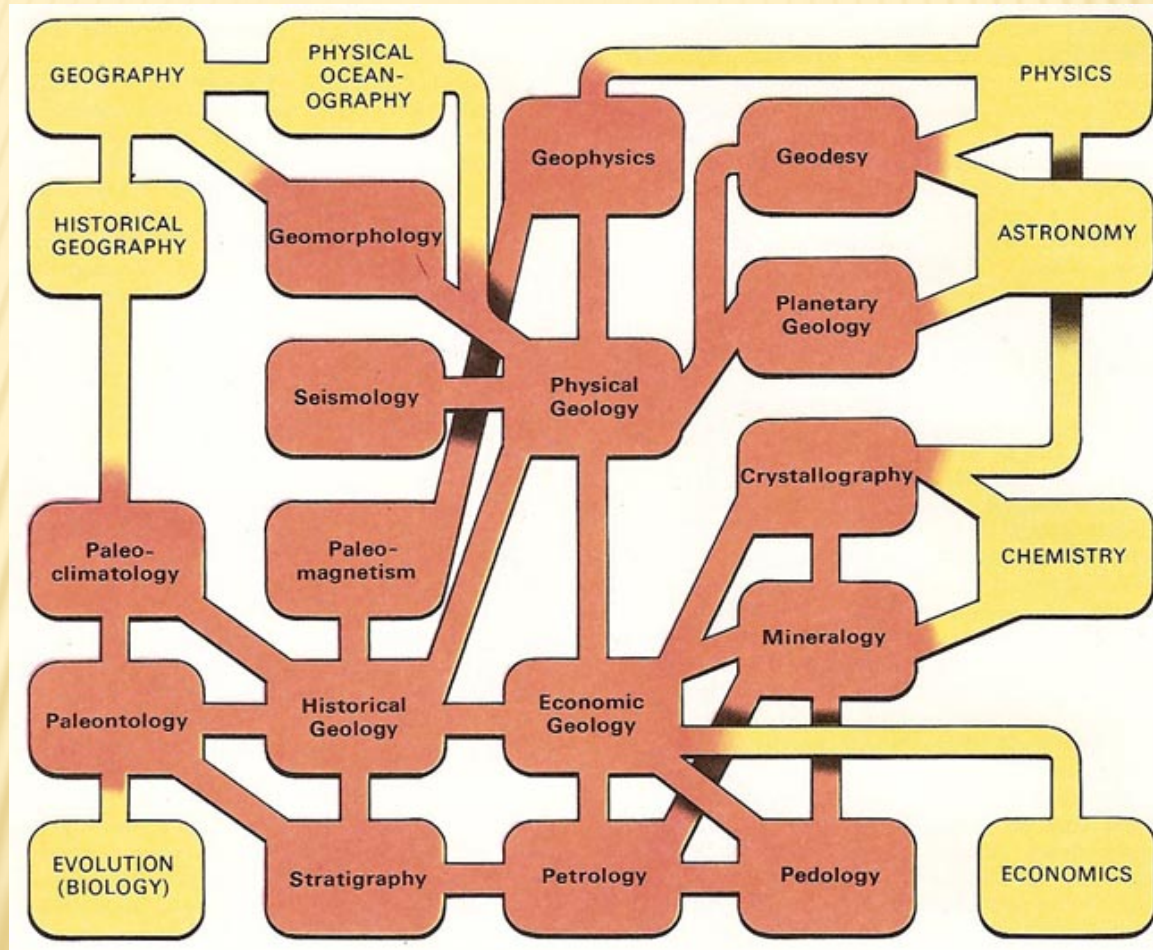 GEOGRAPHY
PHYSICAL
OCEAN-
OGRAPHY
PHYSICS
Geophysics
Geodesy
HISTORICAL
GEOGRAPHY
Geomorphology
ASTRONOMY
Planetary
Geology
Seismology
Physical
Geology
Crystallography
Paleo-
climatology
Paleo-
magnetism
CHEMISTRY
Mineralogy
Paleontology
Historical
Geology
Economic
Geology
EVOLUTION
(BIOLOGY)
Stratigraphy
Petrology
Pedology
ECONOMICS